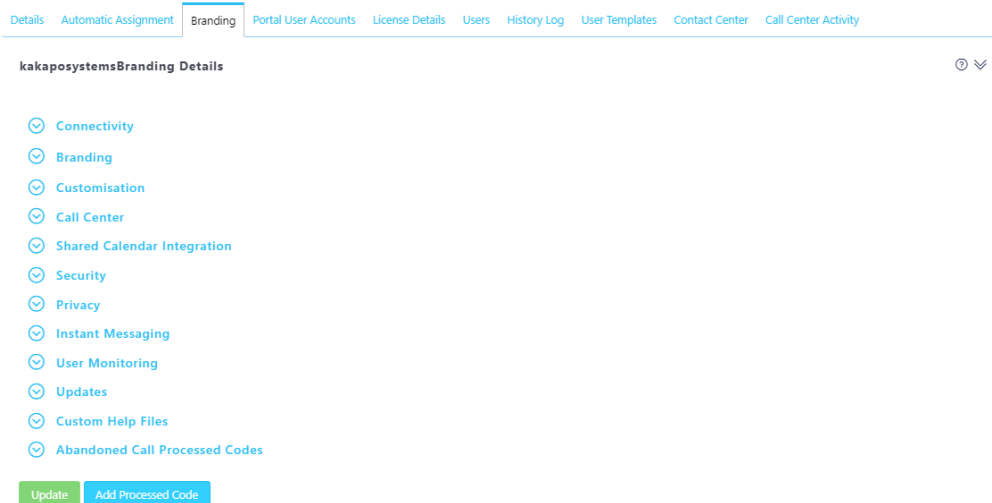 Details Automatic Assignment Branding Portal User Accounts License Details Users History Log User Templates Contact Center Call Center Activity
kakaposystemsBranding Details
Connectivity
Branding
Customisation
Call Center
Shared Calendar Integration
Security
Privacy
Instant Messaging
User Monitoring
Updates
Custom Help Files
Abandoned Call Processed Codes
Update Add Processed Code